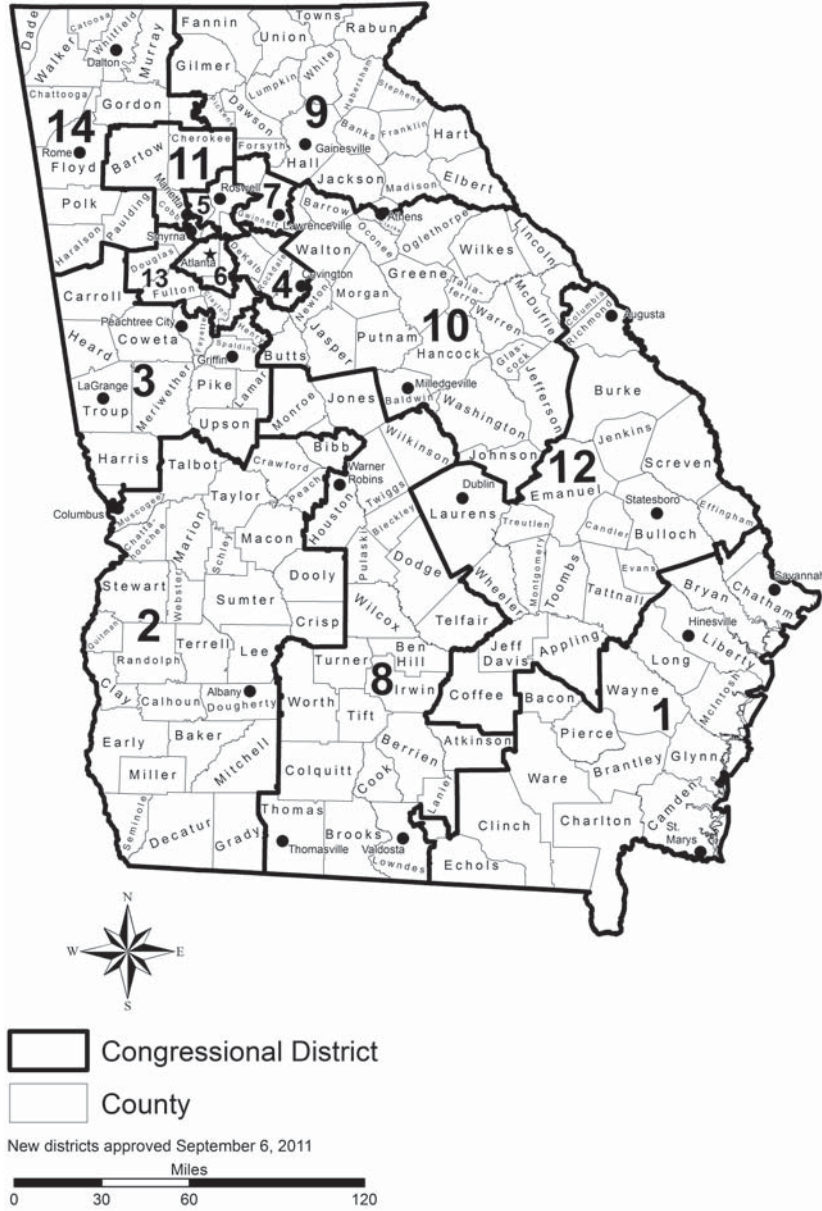 Dade
Catoosa
Whitfield
Walker
Murray
Dalton
Fannin
Union
Towns
Rabun
Gilmer
Lumpkin
White
Habersham
Stephens
Chattooga
Gordon
Pickens
Dawson
9
Banks
Franklin
Hart
14
Rome
Floyd
Bartow
Cherokee
11
Forsyth
Gainesville
Hall
Jackson
Madison
Elbert
Polk
Paulding
Haralson
Marietta
Cobb
Roswell
5
7
Gwinnett
Lawrenceville
Barrow
Athens
Clarke
Oconee
Oglethorpe
Wilkes
Lincoln
Smyrna
Douglas
13
Atlanta
6
Fulton
DeKalb
Rockdale
4
Covington
Newton
Walton
Morgan
Greene
Talia-
ferro
Warren
McDuffie
Columbia
Richmond
Augusta
Carroll
Clayton
Henry
Peachtree City
Fayette
Coweta
Spalding
Griffin
Butts
Jasper
Putnam
10
Hancock
Glas-
cock
Jefferson
Heard
3
LaGrange
Troup
Meriwether
Pike
Lamar
Upson
Monroe
Jones
Milledgeville
Baldwin
Washington
Burke
Harris
Talbot
Crawford
Bibb
Wilkinson
Johnson
12
Jenkins
Screven
Columbus
Muscogee
Chatta-
hoochee
Marion
Taylor
Peach
Warner
Robins
Houston
Twiggs
Bleckley
Dublin
Laurens
Emanuel
Treutlen
Candler
Statesboro
Bulloch
Effingham
Schley
Macon
Pulaski
Dodge
Montgomery
Wheeler
Toombs
Evans
Tattnall
Bryan
Chatham
Savannah
Stewart
Webster
Sumter
Dooly
Crisp
Wilcox
Telfair
Hinesville
Liberty
Long
2
Quitman
Randolph
Terrell
Lee
Turner
Ben
Hill
8
Irwin
Jeff
Davis
Appling
Coffee
Bacon
Wayne
McIntosh
1
Clay
Calhoun
Albany
Dougherty
Worth
Tift
Pierce
Early
Baker
Mitchell
Berrien
Atkinson
Brantley
Glynn
Miller
Colquitt
Cook
Lanier
Ware
Camden
Seminole
Decatur
Grady
Thomas
Thomasville
Brooks
Valdosta
Lowndes
Clinch
Echols
Charlton
St.
Marys
N
W
E
S
Congressional District
County
New districts approved September 6, 2011
Miles
0
30
60
120